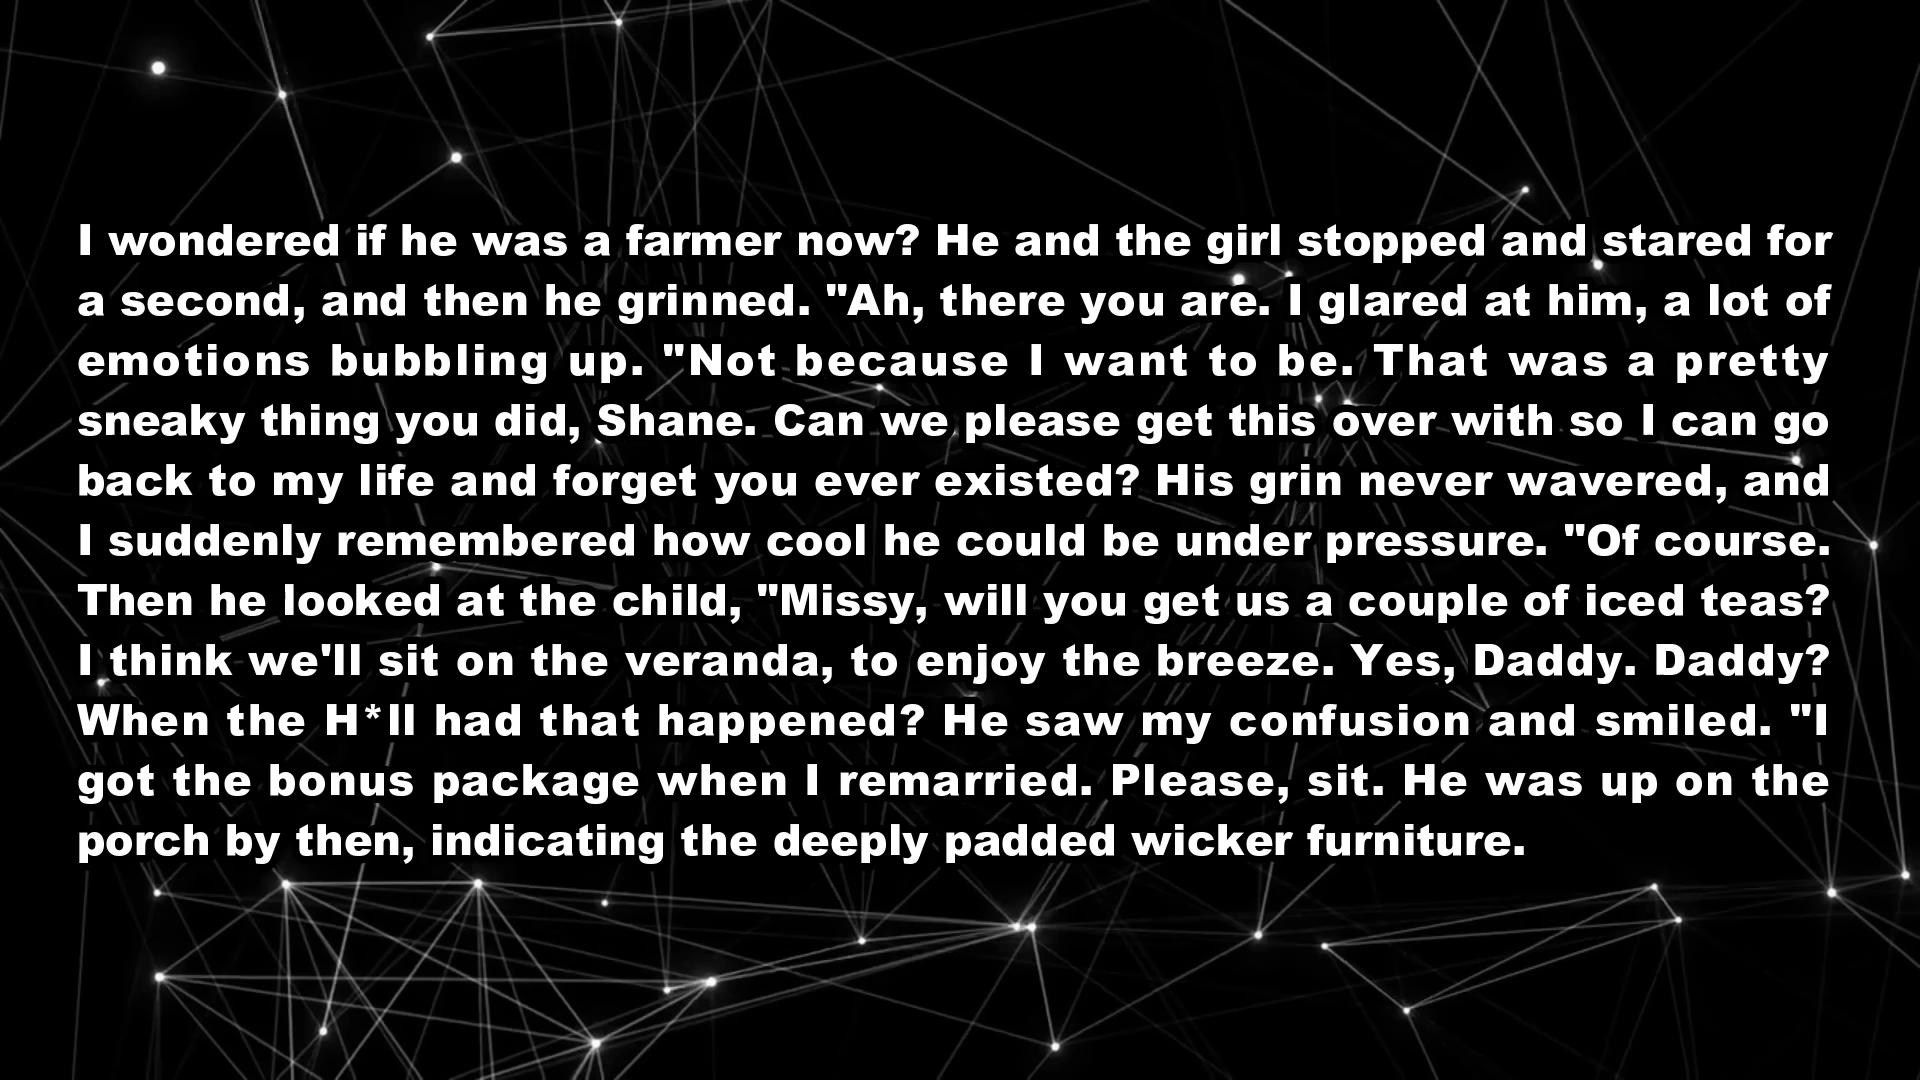 I wondered if he was a farmer now? He and the girl stopped and stared for
a second, and then he grinned. "Ah, there you are. I glared at him, a lot of
emotions bubbling up. "Not because I want to be. That was a pretty
sneaky thing you did, Shane. Can we please get this over with so I can go
back to my life and forget you ever existed? His grin never wavered, and
I suddenly remembered how cool he could be under pressure. "Of course.
Then he looked at the child, "Missy, will you get us a couple of iced teas?
I think we'll sit on the veranda, to enjoy the breeze. Yes, Daddy. Daddy?
When the H*ll had that happened? He saw my confusion and smiled. "I
got the bonus package when I remarried. Please, sit. He was up on the
porch by then, indicating the deeply padded wicker furniture.